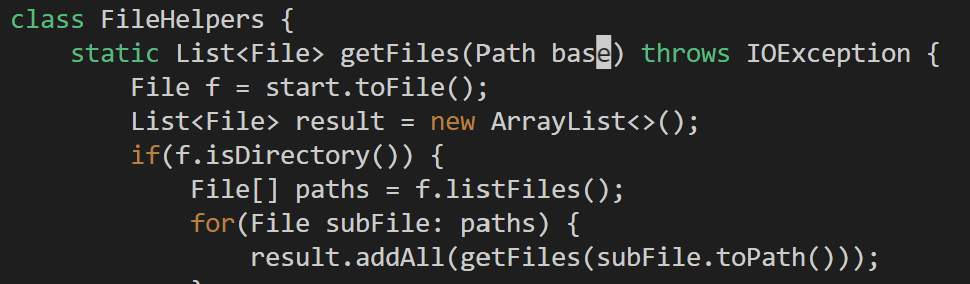 class FileHelpers {
    static List<File> getFiles(Path base) throws IOException {
        File f = start.toFile();
        List<File> result = new ArrayList<>();
        if(f.isDirectory()) {
            File[] paths = f.listFiles();
            for(File subFile: paths) {
                result.addAll(getFiles(subFile.toPath()));
            }